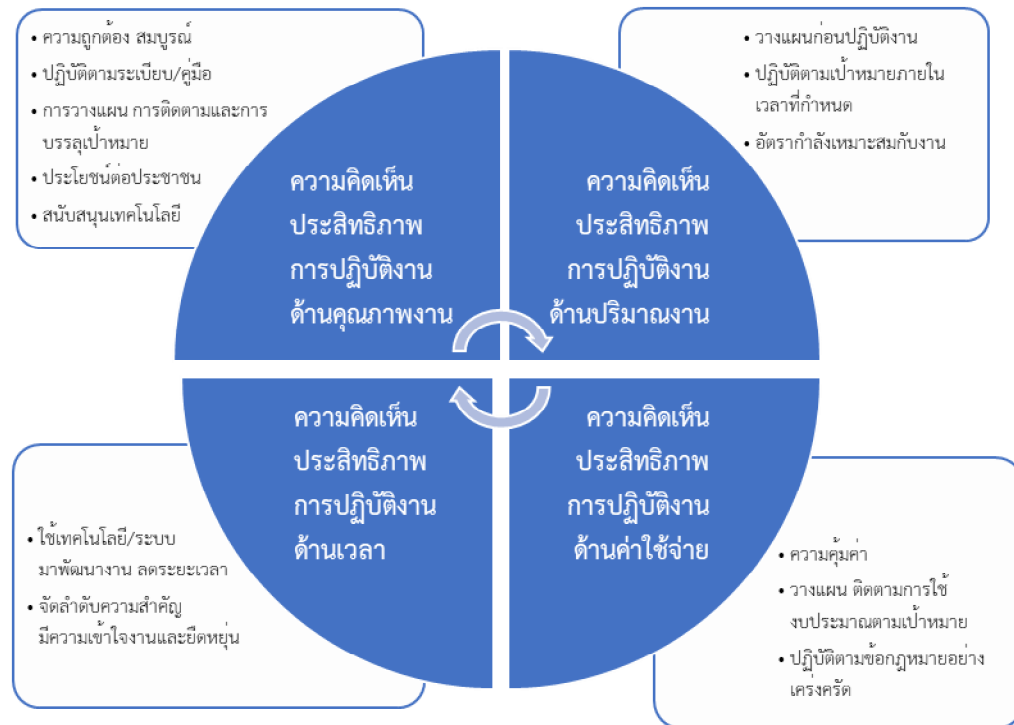 • ความถูกต้อง สมบูรณ์
• ปฏิบัติตามระเบียบ/คู่มือ
• การวางแผน การติดตามและการ
บรรลุเป้าหมาย
• ประโยชน์ต่อประชาชน
• สนับสนุนเทคโนโลยี
• วางแผนก่อนปฏิบัติงาน
• ปฏิบัติตามเป้าหมายภายใน
เวลาที่กำหนด
• อัตรากำลังเหมาะสมกับงาน
ความคิดเห็น
ประสิทธิภาพ
การปฏิบัติงาน
ด้านคุณภาพงาน
ความคิดเห็น
ประสิทธิภาพ
การปฏิบัติงาน
ด้านปริมาณงาน
ความคิดเห็น
ประสิทธิภาพ
การปฏิบัติงาน
ด้านเวลา
ความคิดเห็น
ประสิทธิภาพ
การปฏิบัติงาน
ด้านค่าใช้จ่าย
• ใช้เทคโนโลยี/ระบบ
มาพัฒนางาน ลดระยะเวลา
• จัดลำดับความสำคัญ
มีความเข้าใจงานและยืดหยุ่น
• ความคุ้มค่า
• วางแผน ติดตามการใช้
งบประมาณตามเป้าหมาย
• ปฏิบัติตามข้อกฎหมายอย่าง
เคร่งครัด